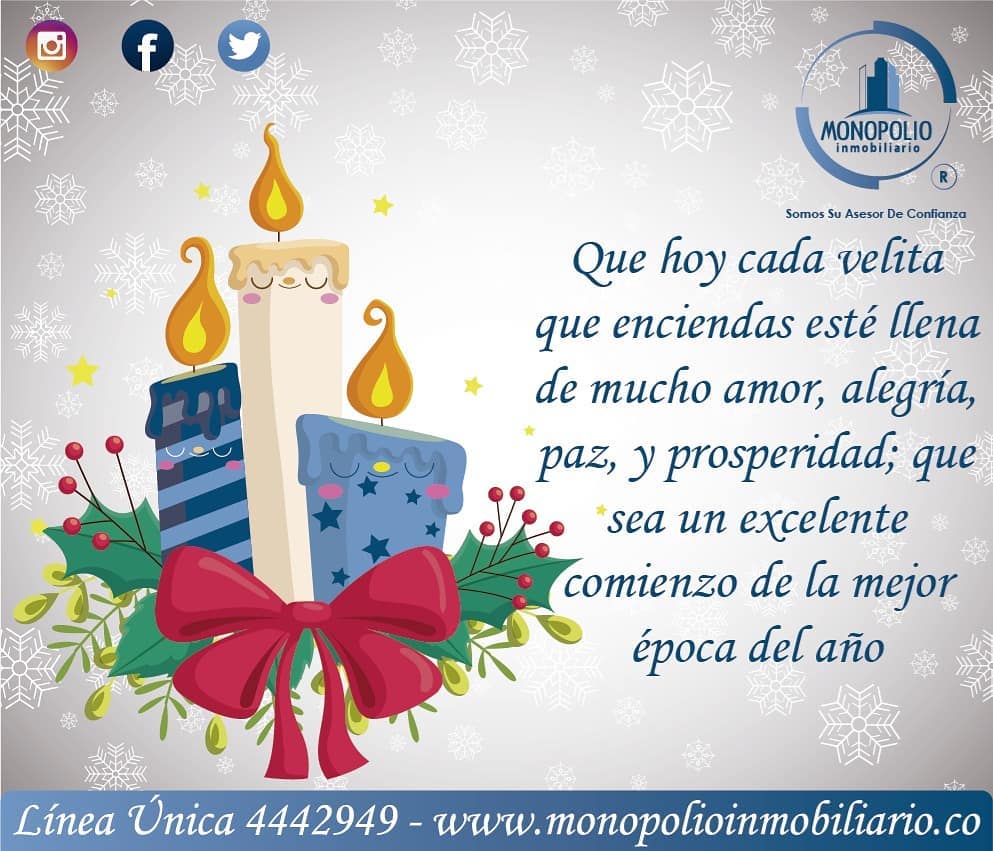 MONOPOLIO
inmobiliario
R
Somos Su Asesor De Confianza
Que hoy cada velita
que enciendas esté llena
de mucho amor, alegría,
paz, y prosperidad; que
sea un excelente
comienzo de la mejor
época del año
Línea Única 4442949 - www.monopolioinmobiliario.co